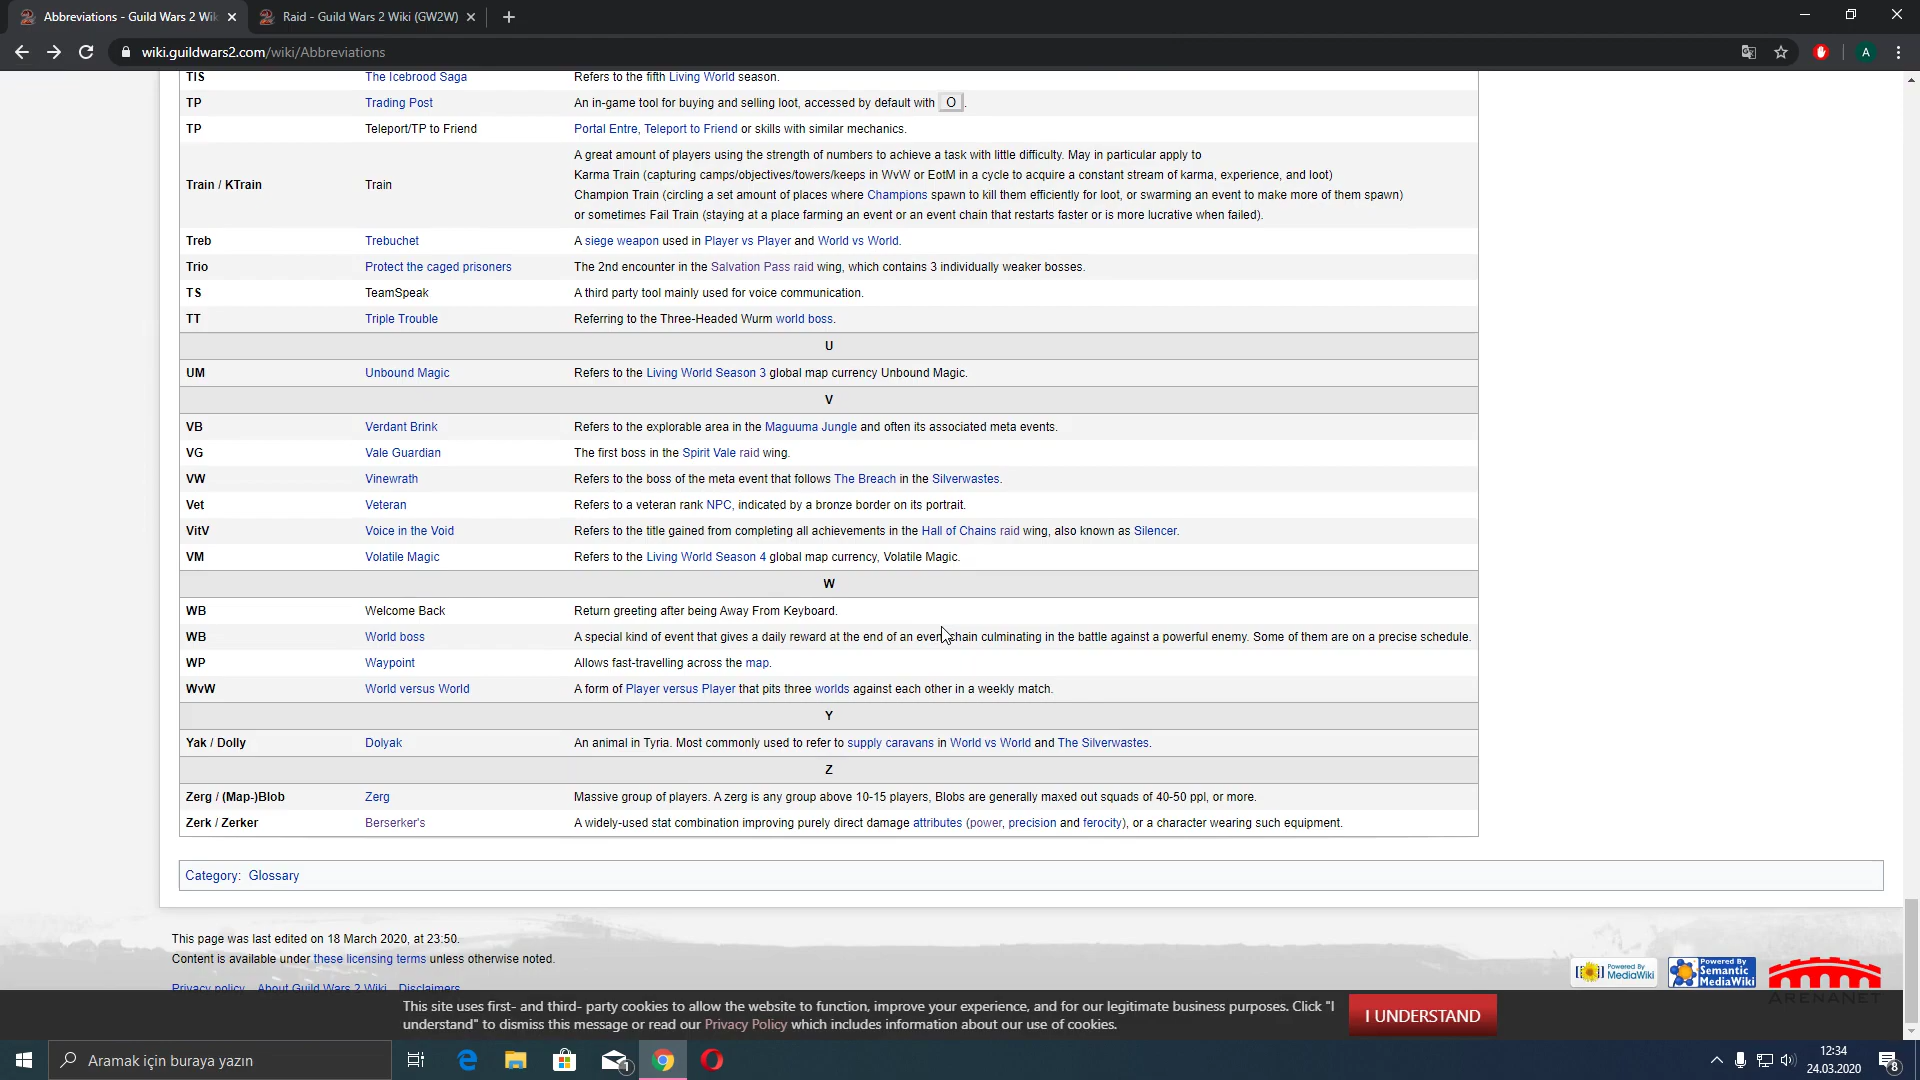 Abbreviations - Guild Wars 2 Wik
Raid - Guild Wars 2 Wiki (GW2W)
wiki.guildwars2.com/wiki/Abbreviations
A
TIS The Icebrood Saga Refers to the fifth Living World season.
TP Trading Post An in-game tool for buying and selling loot, accessed by default with O .
TP Teleport/TP to Friend Portal Entre, Teleport to Friend or skills with similar mechanics.
A great amount of players using the strength of numbers to achieve a task with little difficulty. May in particular apply to
Train / KTrain Train Karma Train (capturing camps/objectives/towers/keeps in WvW or EotM in a cycle to acquire a constant stream of karma, experience, and loot)
Champion Train (circling a set amount of places where Champions spawn to kill them efficiently for loot, or swarming an event to make more of them spawn)
or sometimes Fail Train (staying at a place farming an event or an event chain that restarts faster or is more lucrative when failed).
Treb Trebuchet A siege weapon used in Player vs Player and World vs World.
Trio Protect the caged prisoners The 2nd encounter in the Salvation Pass raid wing, which contains 3 individually weaker bosses.
TS TeamSpeak A third party tool mainly used for voice communication.
TT Triple Trouble Referring to the Three-Headed Wurm world boss.
U
UM Unbound Magic Refers to the Living World Season 3 global map currency Unbound Magic.
V
VB Verdant Brink Refers to the explorable area in the Maguuma Jungle and often its associated meta events.
VG Vale Guardian The first boss in the Spirit Vale raid wing.
VW Vinewrath Refers to the boss of the meta event that follows The Breach in the Silverwastes.
Vet Veteran Refers to a veteran rank NPC, indicated by a bronze border on its portrait.
VitV Voice in the Void Refers to the title gained from completing all achievements in the Hall of Chains raid wing, also known as Silencer.
VM Volatile Magic Refers to the Living World Season 4 global map currency, Volatile Magic.
W
WB Welcome Back Return greeting after being Away From Keyboard.
WB World boss A special kind of event that gives a daily reward at the end of an event chain culminating in the battle against a powerful enemy. Some of them are on a precise schedule.
WP Waypoint Allows fast-travelling across the map.
WvW World versus World A form of Player versus Player that pits three worlds against each other in a weekly match.
Y
Yak / Dolly Dolyak An animal in Tyria. Most commonly used to refer to supply caravans in World vs World and The Silverwastes.
Z
Zerg / (Map-)Blob Zerg Massive group of players. A zerg is any group above 10-15 players, Blobs are generally maxed out squads of 40-50 ppl, or more.
Zerk / Zerker Berserker's A widely-used stat combination improving purely direct damage attributes (power, precision and ferocity), or a character wearing such equipment.
Category: Glossary
This page was last edited on 18 March 2020, at 23:50.
Content is available under these licensing terms unless otherwise noted.
Powered By MediaWiki
Powered By Semantic MediaWiki
ARENANET
Privacy policy About Guild Wars 2 Wiki Disclaimers
This site uses first- and third- party cookies to allow the website to function, improve your experience, and for our legitimate business purposes. Click "I
understand" to dismiss this message or read our Privacy Policy which includes information about our use of cookies.
I UNDERSTAND
Aramak için buraya yazın
1
12:34
24.03.2020
8